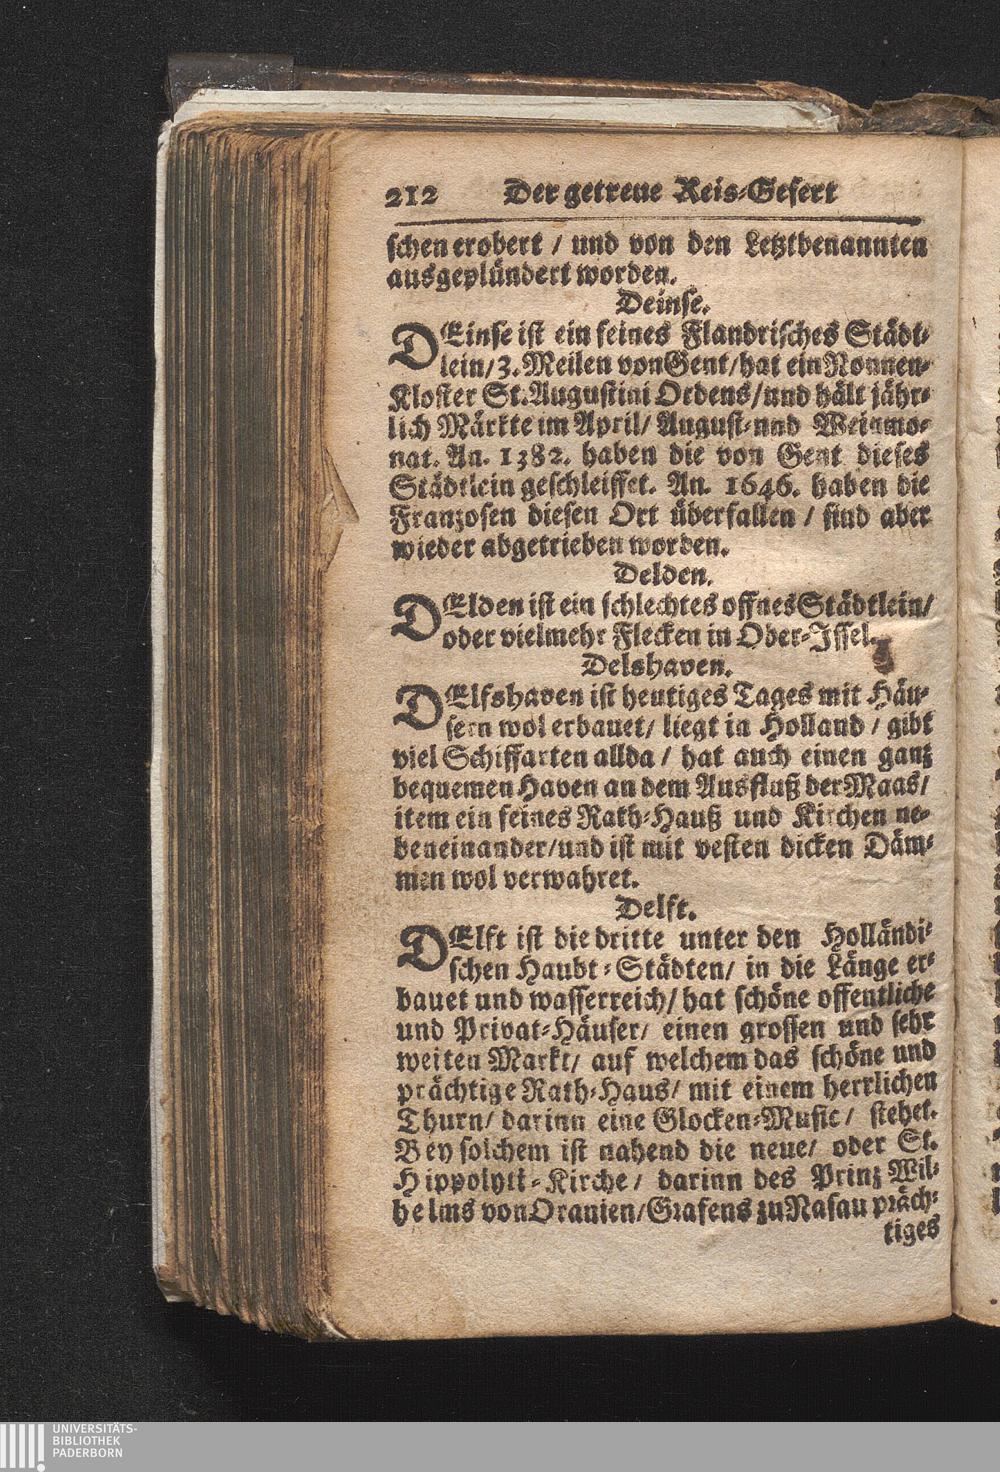 212 Der getreue Reis-Gefert
schen erobert / und von den Letztbenannten
ausgeplündert worden.
Deinse.
DEinse ist ein feines Flandrisches Städt-
lein/ 3. Meilen von Gent/ hat ein Nonnen-
Kloster St. Augustini Ordens/ und hält jähr-
lich Märkte im April/ August- und Weinmo-
nat. An. 1382. haben die von Gent dieses
Städtlein geschleiffet. An. 1646. haben die
Franzosen diesen Ort überfallen / sind aber
wieder abgetrieben worden.
Delden.
DElden ist ein schlechtes offnes Städtlein/
oder vielmehr Flecken in Ober-Jssel.
Delshaven.
DElfshaven ist heutiges Tages mit Häu-
sern wol erbauet/ liegt in Holland / gibt
viel Schiffarten allda / hat auch einen ganz
bequemen Haven an dem Ausfluß der Maas/
item ein feines Rath-Hauß und Kirchen ne-
beneinander/ und ist mit vesten dicken Däm-
men wol verwahret.
Delft.
DElft ist die dritte unter den Holländi-
schen Haubt-Städten/ in die Länge er-
bauet und wasserreich/ hat schöne offentliche
und Privat-Häuser/ einen grossen und sehr
weiten Markt/ auf welchem das schöne und
prächtige Rath-Haus/ mit einem herrlichen
Thurn/ darinn eine Glocken-Music/ stehet.
Bey solchem ist nahend die neue/ oder St.
Hippolyti-Kirche/ darinn des Prinz Wil-
helms von Oranien/ Grafens zu Nasau präch-
tiges
UNIVERSITÄTS-
BIBLIOTHEK
PADERBORN